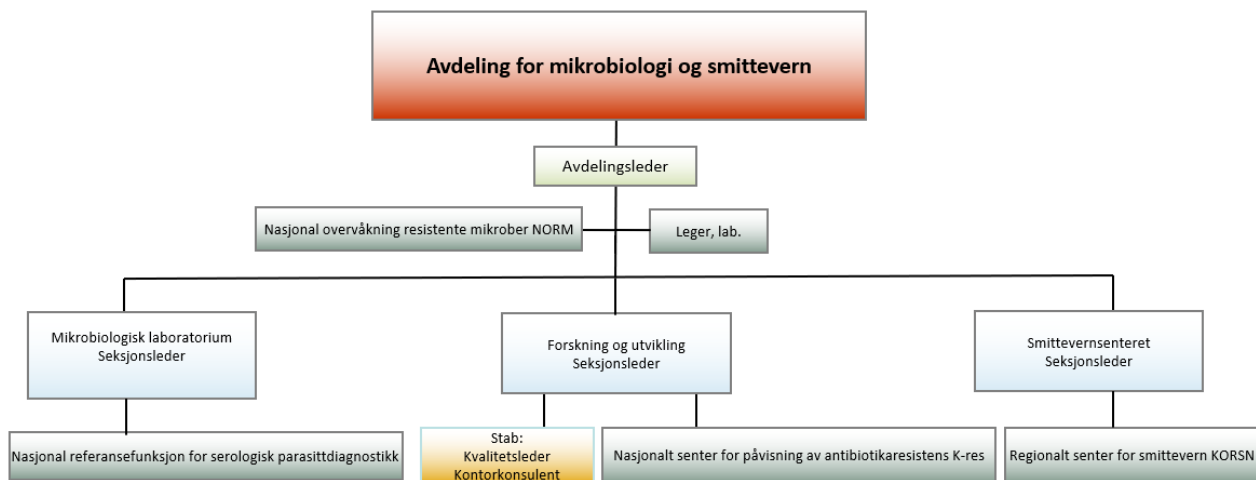 Avdeling for mikrobiologi og smittevern
Avdelingsleder
Nasjonal overvåkning resistente mikrober NORM
Leger, lab.
Mikrobiologisk laboratorium
Seksjonsleder
Forskning og utvikling
Seksjonsleder
Smittevernsenteret
Seksjonsleder
Nasjonal referansefunksjon for serologisk parasittdiagnostikk
Stab:
Kvalitetsleder
Kontorkonsulent
Nasjonalt senter for påvisning av antibiotikaresistens K-res
Regionalt senter for smittevern KORSN